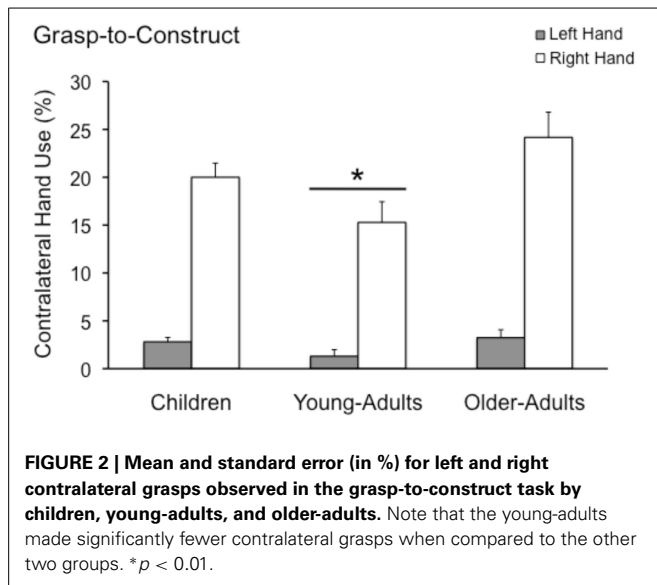 Grasp-to-Construct
Left Hand
Right Hand
Contralateral Hand Use (%)
30
25
20
15
10
5
0
*
Children
Young-Adults
Older-Adults
FIGURE 2 | Mean and standard error (in %) for left and right
contralateral grasps observed in the grasp-to-construct task by
children, young-adults, and older-adults. Note that the young-adults
made significantly fewer contralateral grasps when compared to the other
two groups. *p < 0.01.